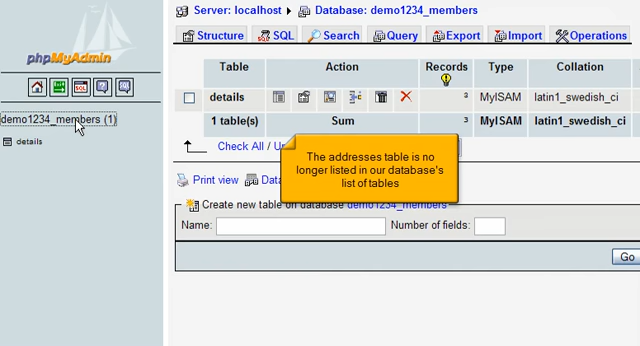 Server: localhost Database: demo1234_members
phpMyAdmin
Structure SQL Search Query Export Import Operations
Table Action Records Type Collation
details 2 MyISAM latin1_swedish_ci
1 table(s) Sum 3 MyISAM latin1_swedish_ci
demo1234_members (1)
details
Check All / Un
The addresses table is no
longer listed in our database's
list of tables
Print view Data
Create new table on database demo1234_members
Name: Number of fields:
Go